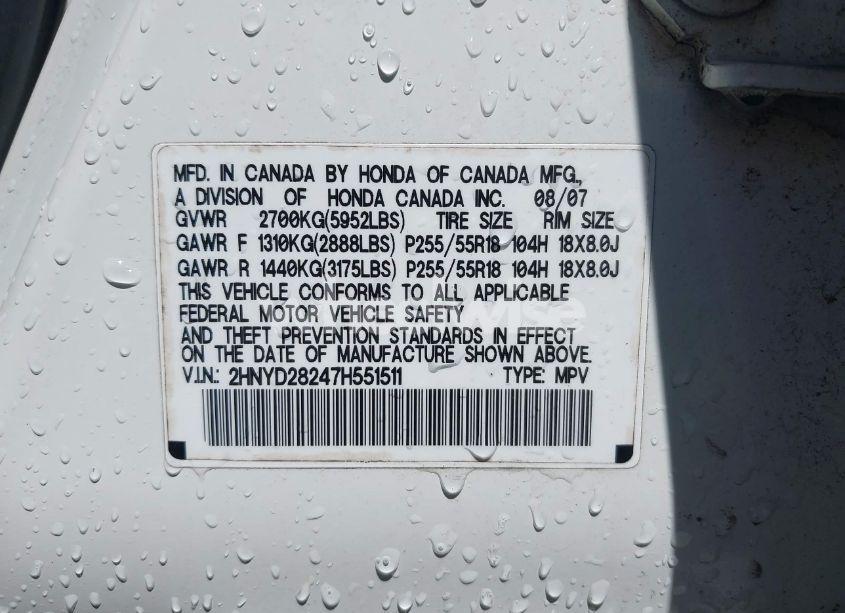 MFD. IN CANADA BY HONDA OF CANADA MFG.,
A DIVISION OF HONDA CANADA INC. 08/07
GVWR 2700KG(5952LBS) TIRE SIZE RIM SIZE
GAWR F 1310KG(2888LBS) P255/55R18 104H 18X8.0J
GAWR R 1440KG(3175LBS) P255/55R18 104H 18X8.0J
THIS VEHICLE CONFORMS TO ALL APPLICABLE
FEDERAL MOTOR VEHICLE SAFETY
AND THEFT PREVENTION STANDARDS IN EFFECT
ON THE DATE OF MANUFACTURE SHOWN ABOVE.
V.I.N.: 2HNYD28247H551511 TYPE: MPV